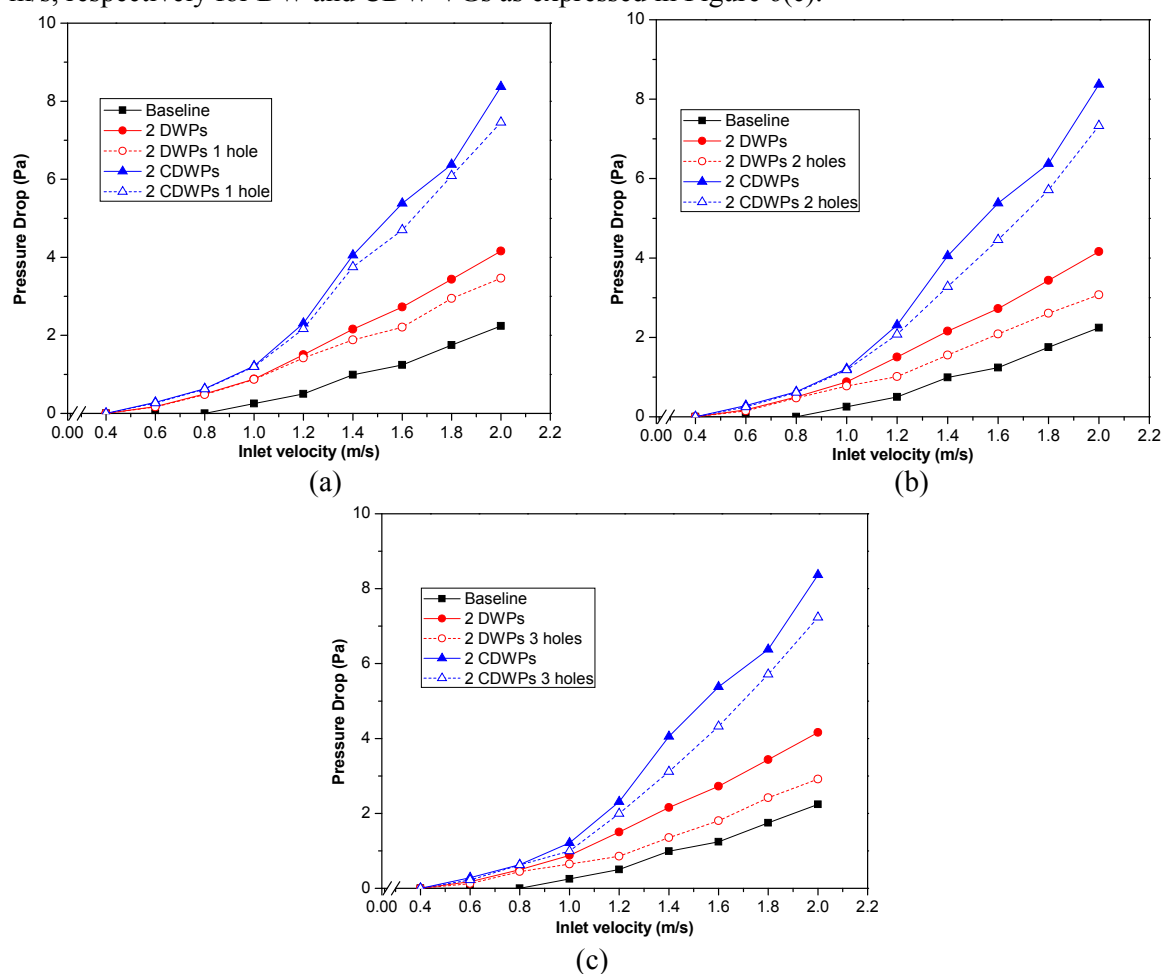 m/s, respectively for DW and CDW VGs as expressed in Figure 6(c).
10
8
6
4
2
0
Pressure Drop (Pa)
Baseline
2 DWPs
2 DWPs 1 hole
2 CDWPs
2 CDWPs 1 hole
0.00 0.4 0.6 0.8 1.0 1.2 1.4 1.6 1.8 2.0 2.2
Inlet velocity (m/s)
(a)
10
8
6
4
2
0
Pressure Drop (Pa)
Baseline
2 DWPs
2 DWPs 2 holes
2 CDWPs
2 CDWPs 2 holes
0.00 0.4 0.6 0.8 1.0 1.2 1.4 1.6 1.8 2.0 2.2
Inlet velocity (m/s)
(b)
10
8
6
4
2
0
Pressure Drop (Pa)
Baseline
2 DWPs
2 DWPs 3 holes
2 CDWPs
2 CDWPs 3 holes
0.00 0.4 0.6 0.8 1.0 1.2 1.4 1.6 1.8 2.0 2.2
Inlet velocity (m/s)
(c)